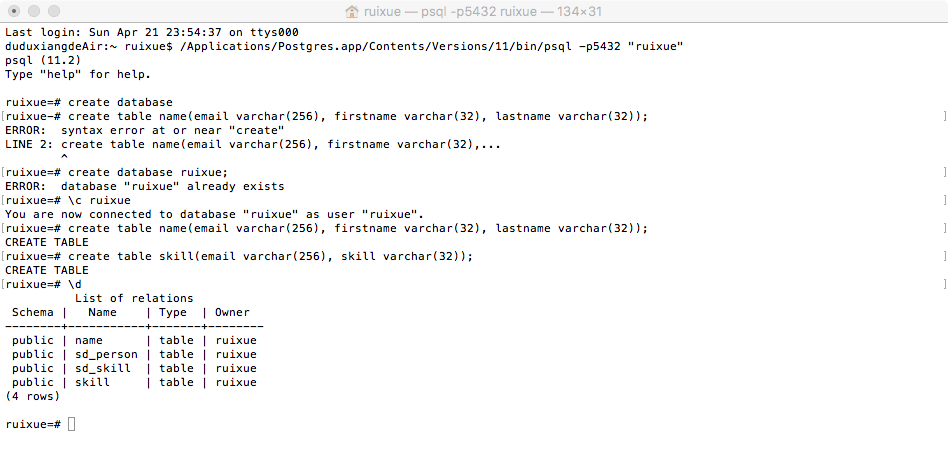 ruixue — psql -p5432 ruixue — 134×31
Last login: Sun Apr 21 23:54:37 on ttys000
duduxiangdeAir:~ ruixue$ /Applications/Postgres.app/Contents/Versions/11/bin/psql -p5432 "ruixue"
psql (11.2)
Type "help" for help.

ruixue=# create database
[ruixue-# create table name(email varchar(256), firstname varchar(32), lastname varchar(32)); ]
ERROR:  syntax error at or near "create"
LINE 2: create table name(email varchar(256), firstname varchar(32),...
        ^
[ruixue=# create database ruixue; ]
ERROR:  database "ruixue" already exists
[ruixue=# \c ruixue ]
You are now connected to database "ruixue" as user "ruixue".
[ruixue=# create table name(email varchar(256), firstname varchar(32), lastname varchar(32)); ]
CREATE TABLE
[ruixue=# create table skill(email varchar(256), skill varchar(32)); ]
CREATE TABLE
[ruixue=# \d ]
          List of relations
 Schema |   Name    | Type  | Owner
--------+-----------+-------+--------
 public | name      | table | ruixue
 public | sd_person | table | ruixue
 public | sd_skill  | table | ruixue
 public | skill     | table | ruixue
(4 rows)

ruixue=#